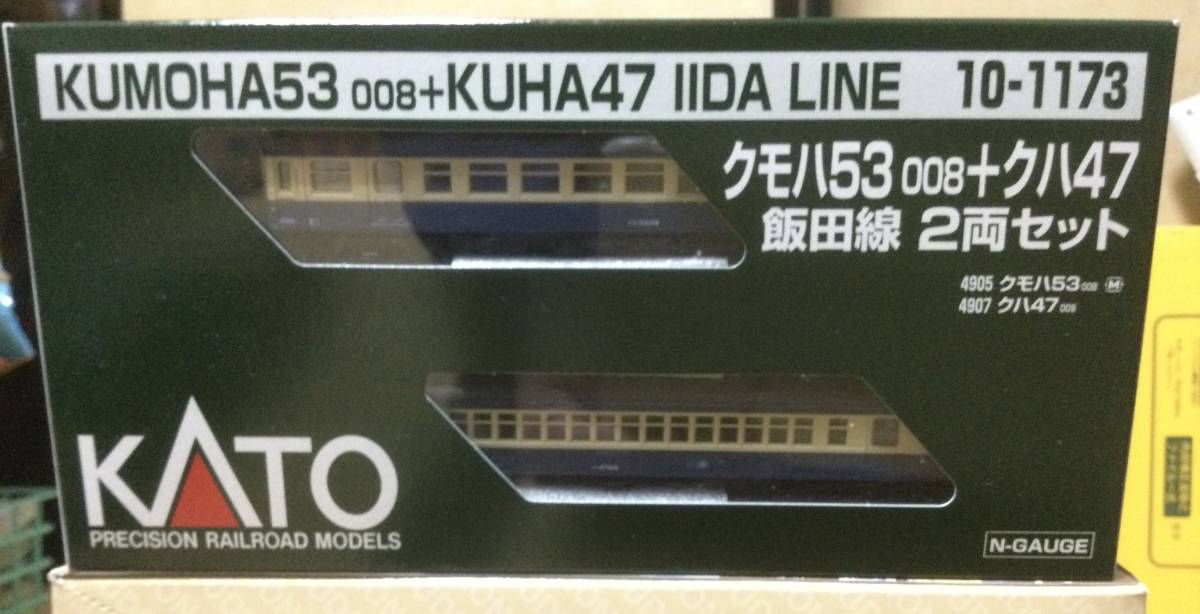 KUMOHA53 008+KUHA47 IIDA LINE 10-1173
クモハ53 008+クハ47
飯田線 2両セット
4905 クモハ53 008 M
4907 クハ47 009
KATO
PRECISION RAILROAD MODELS
N-GAUGE